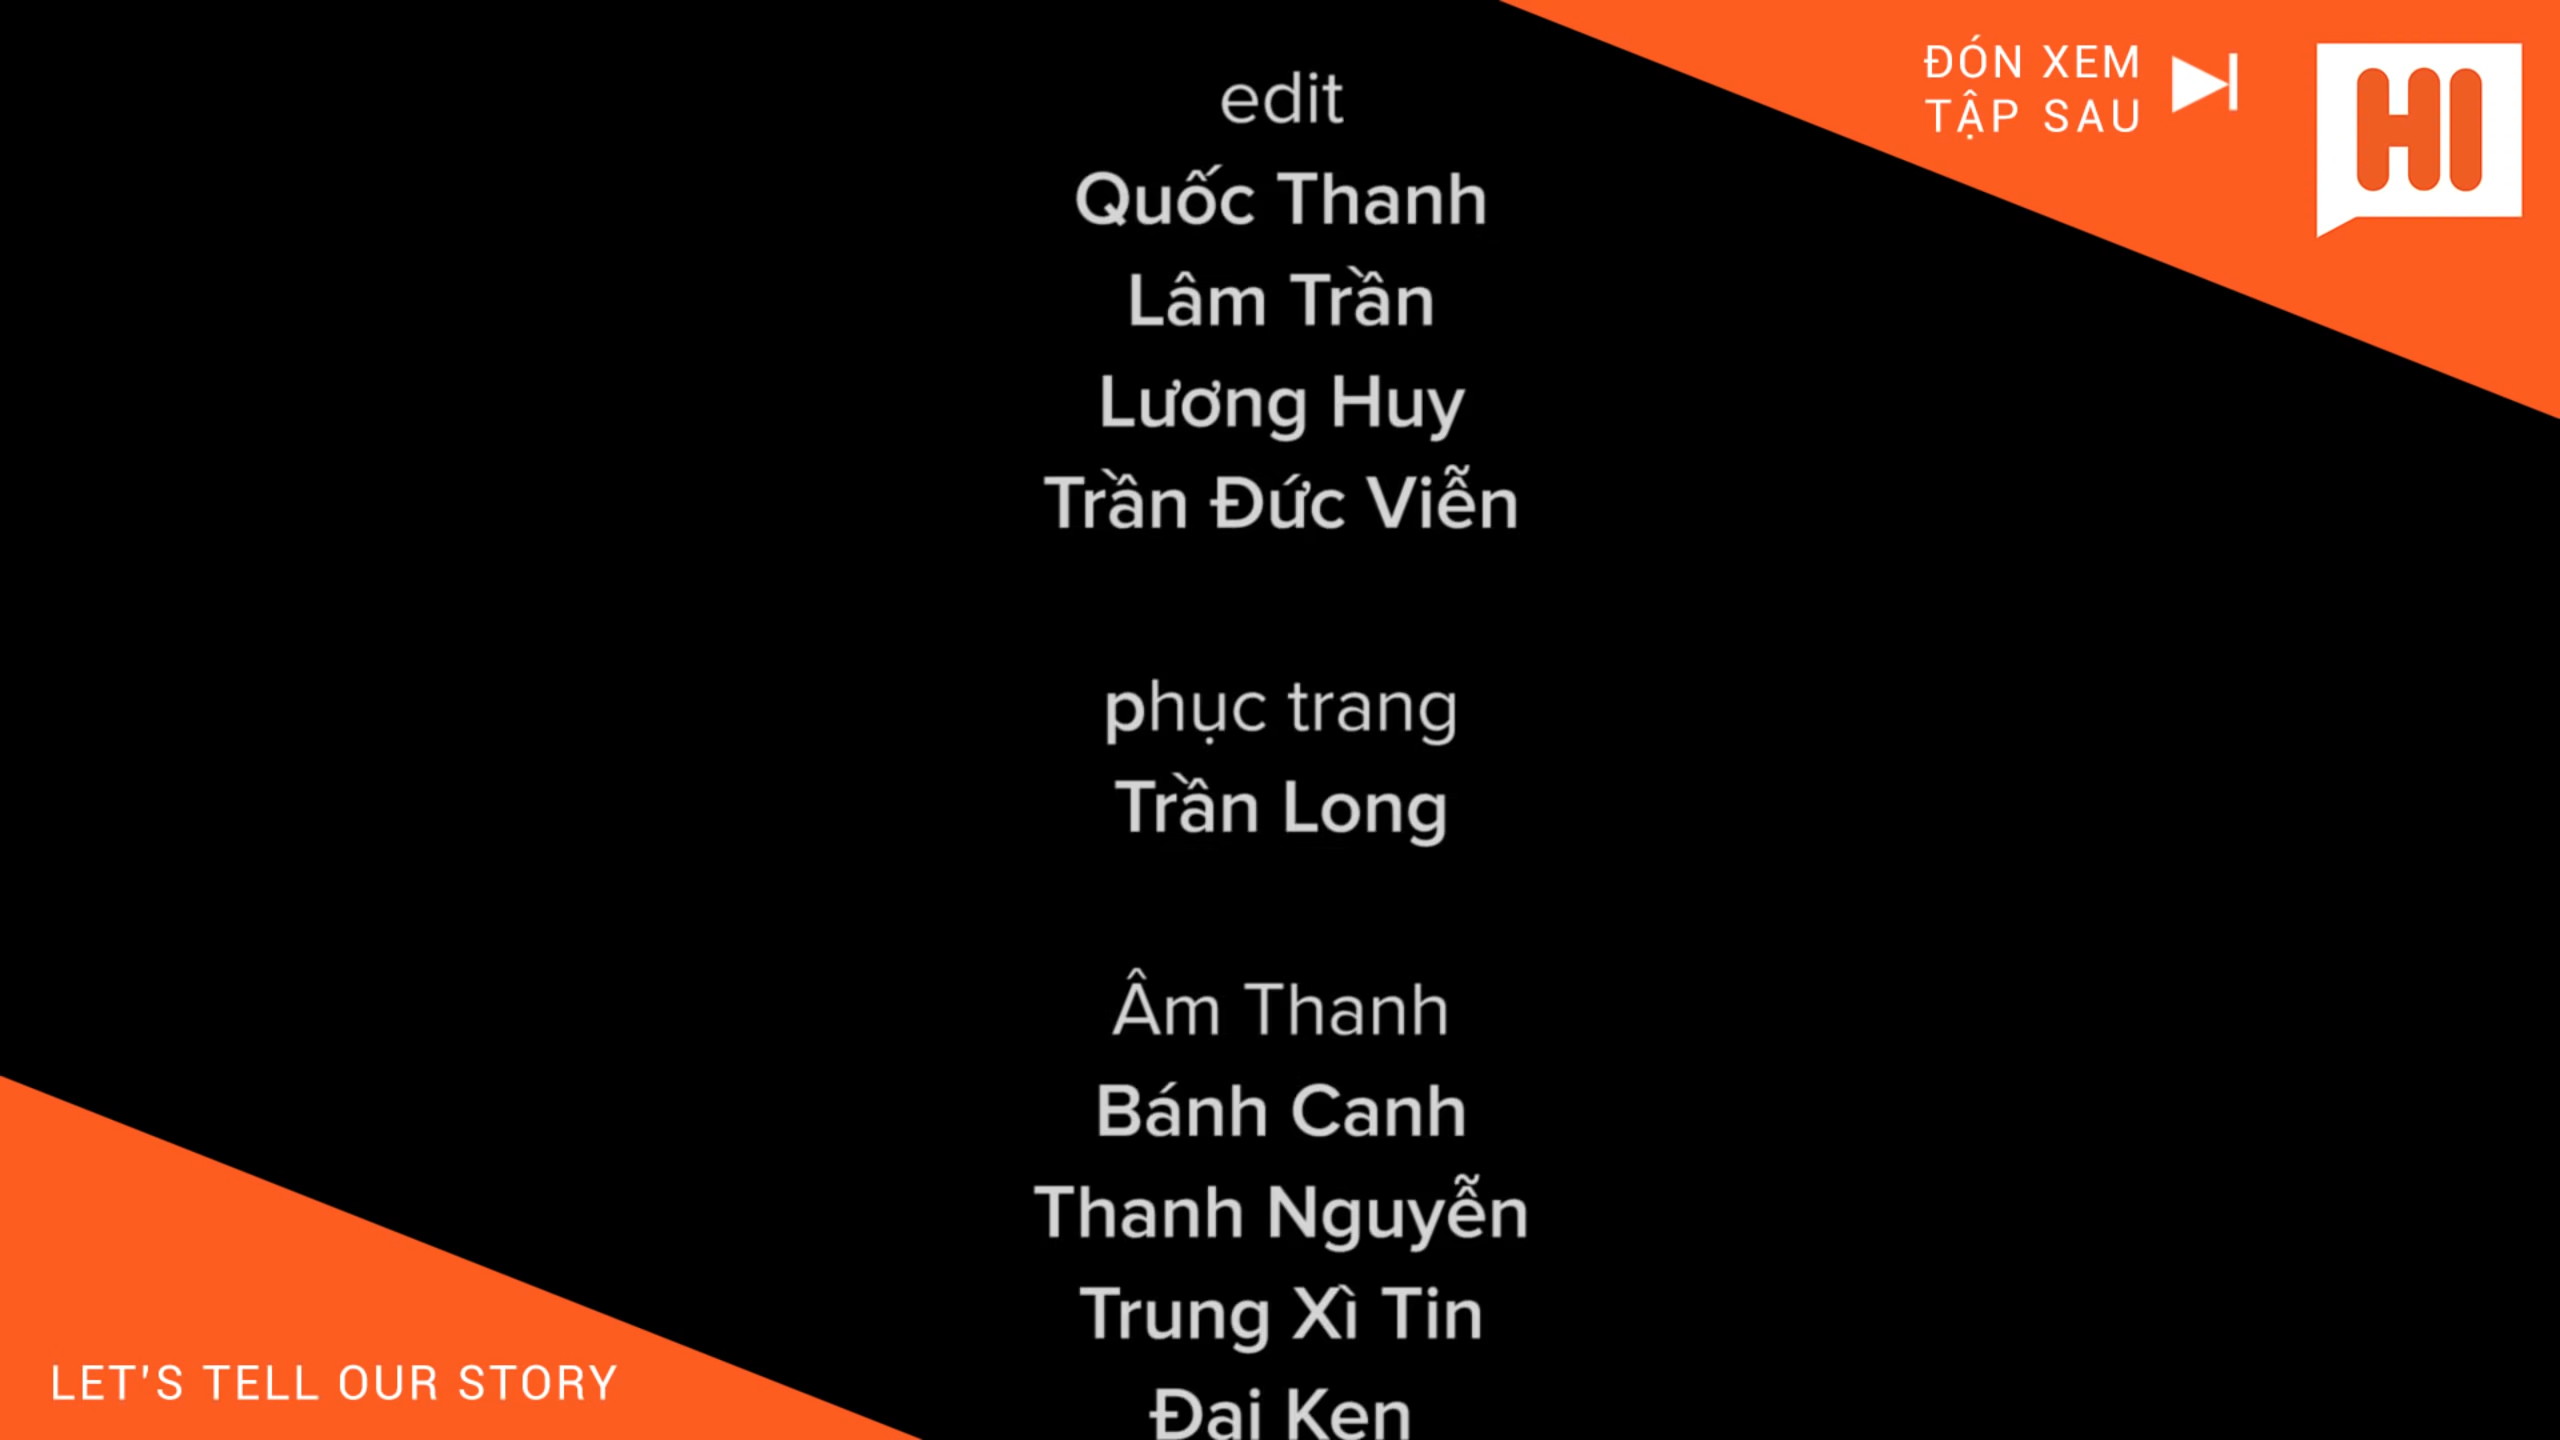 edit
Quốc Thanh
Lâm Trần
Lương Huy
Trần Đức Viễn
phục trang
Trần Long
Âm Thanh
Bánh Canh
Thanh Nguyễn
Trung Xì Tin
Đại Ken
ĐÓN XEM
TẬP SAU
HI
LET'S TELL OUR STORY